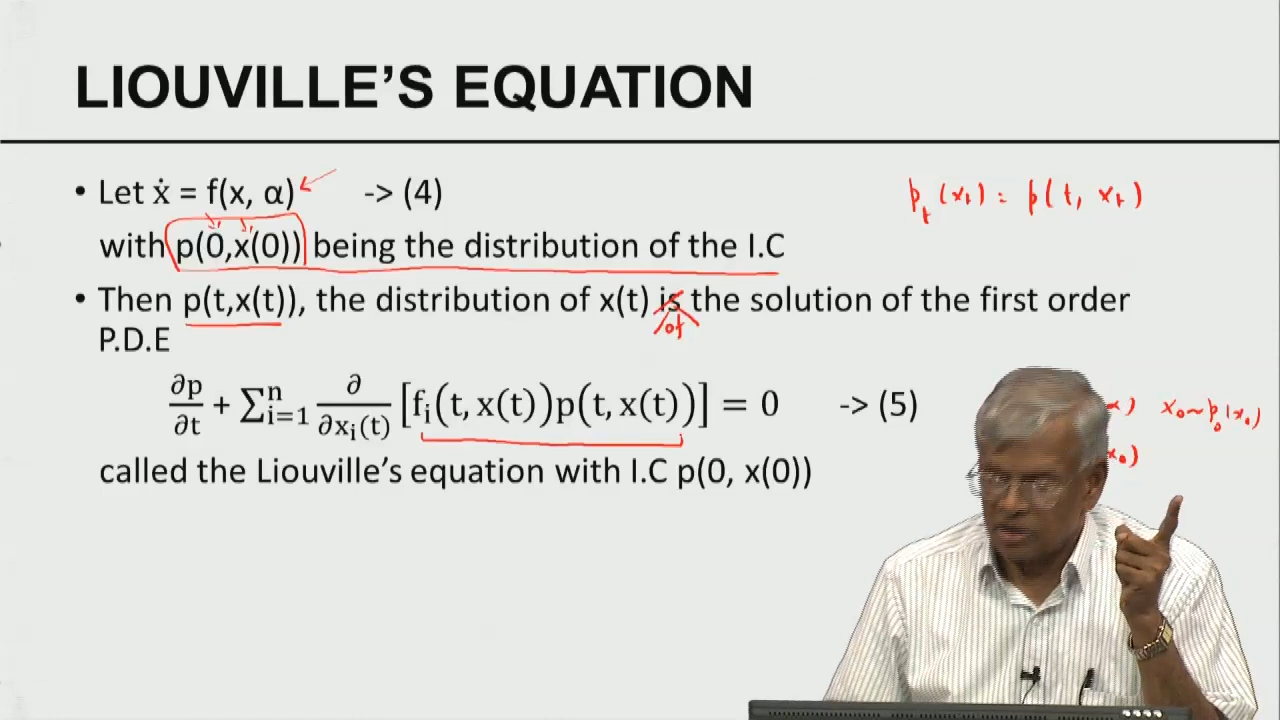 LIOUVILLE'S EQUATION
• Let ẋ = f(x, α) -> (4)
pₜ(xₜ) = p(t, xₜ)
with p(0,x(0)) being the distribution of the I.C
• Then p(t,x(t)), the distribution of x(t) is the solution of the first order
of
P.D.E
∂p/∂t + ∑ⁿᵢ₌₁ ∂/∂xᵢ(t) [fᵢ(t, x(t))p(t, x(t))] = 0 -> (5)
x) x₀~p₀(x₀)
x₀)
called the Liouville's equation with I.C p(0, x(0))